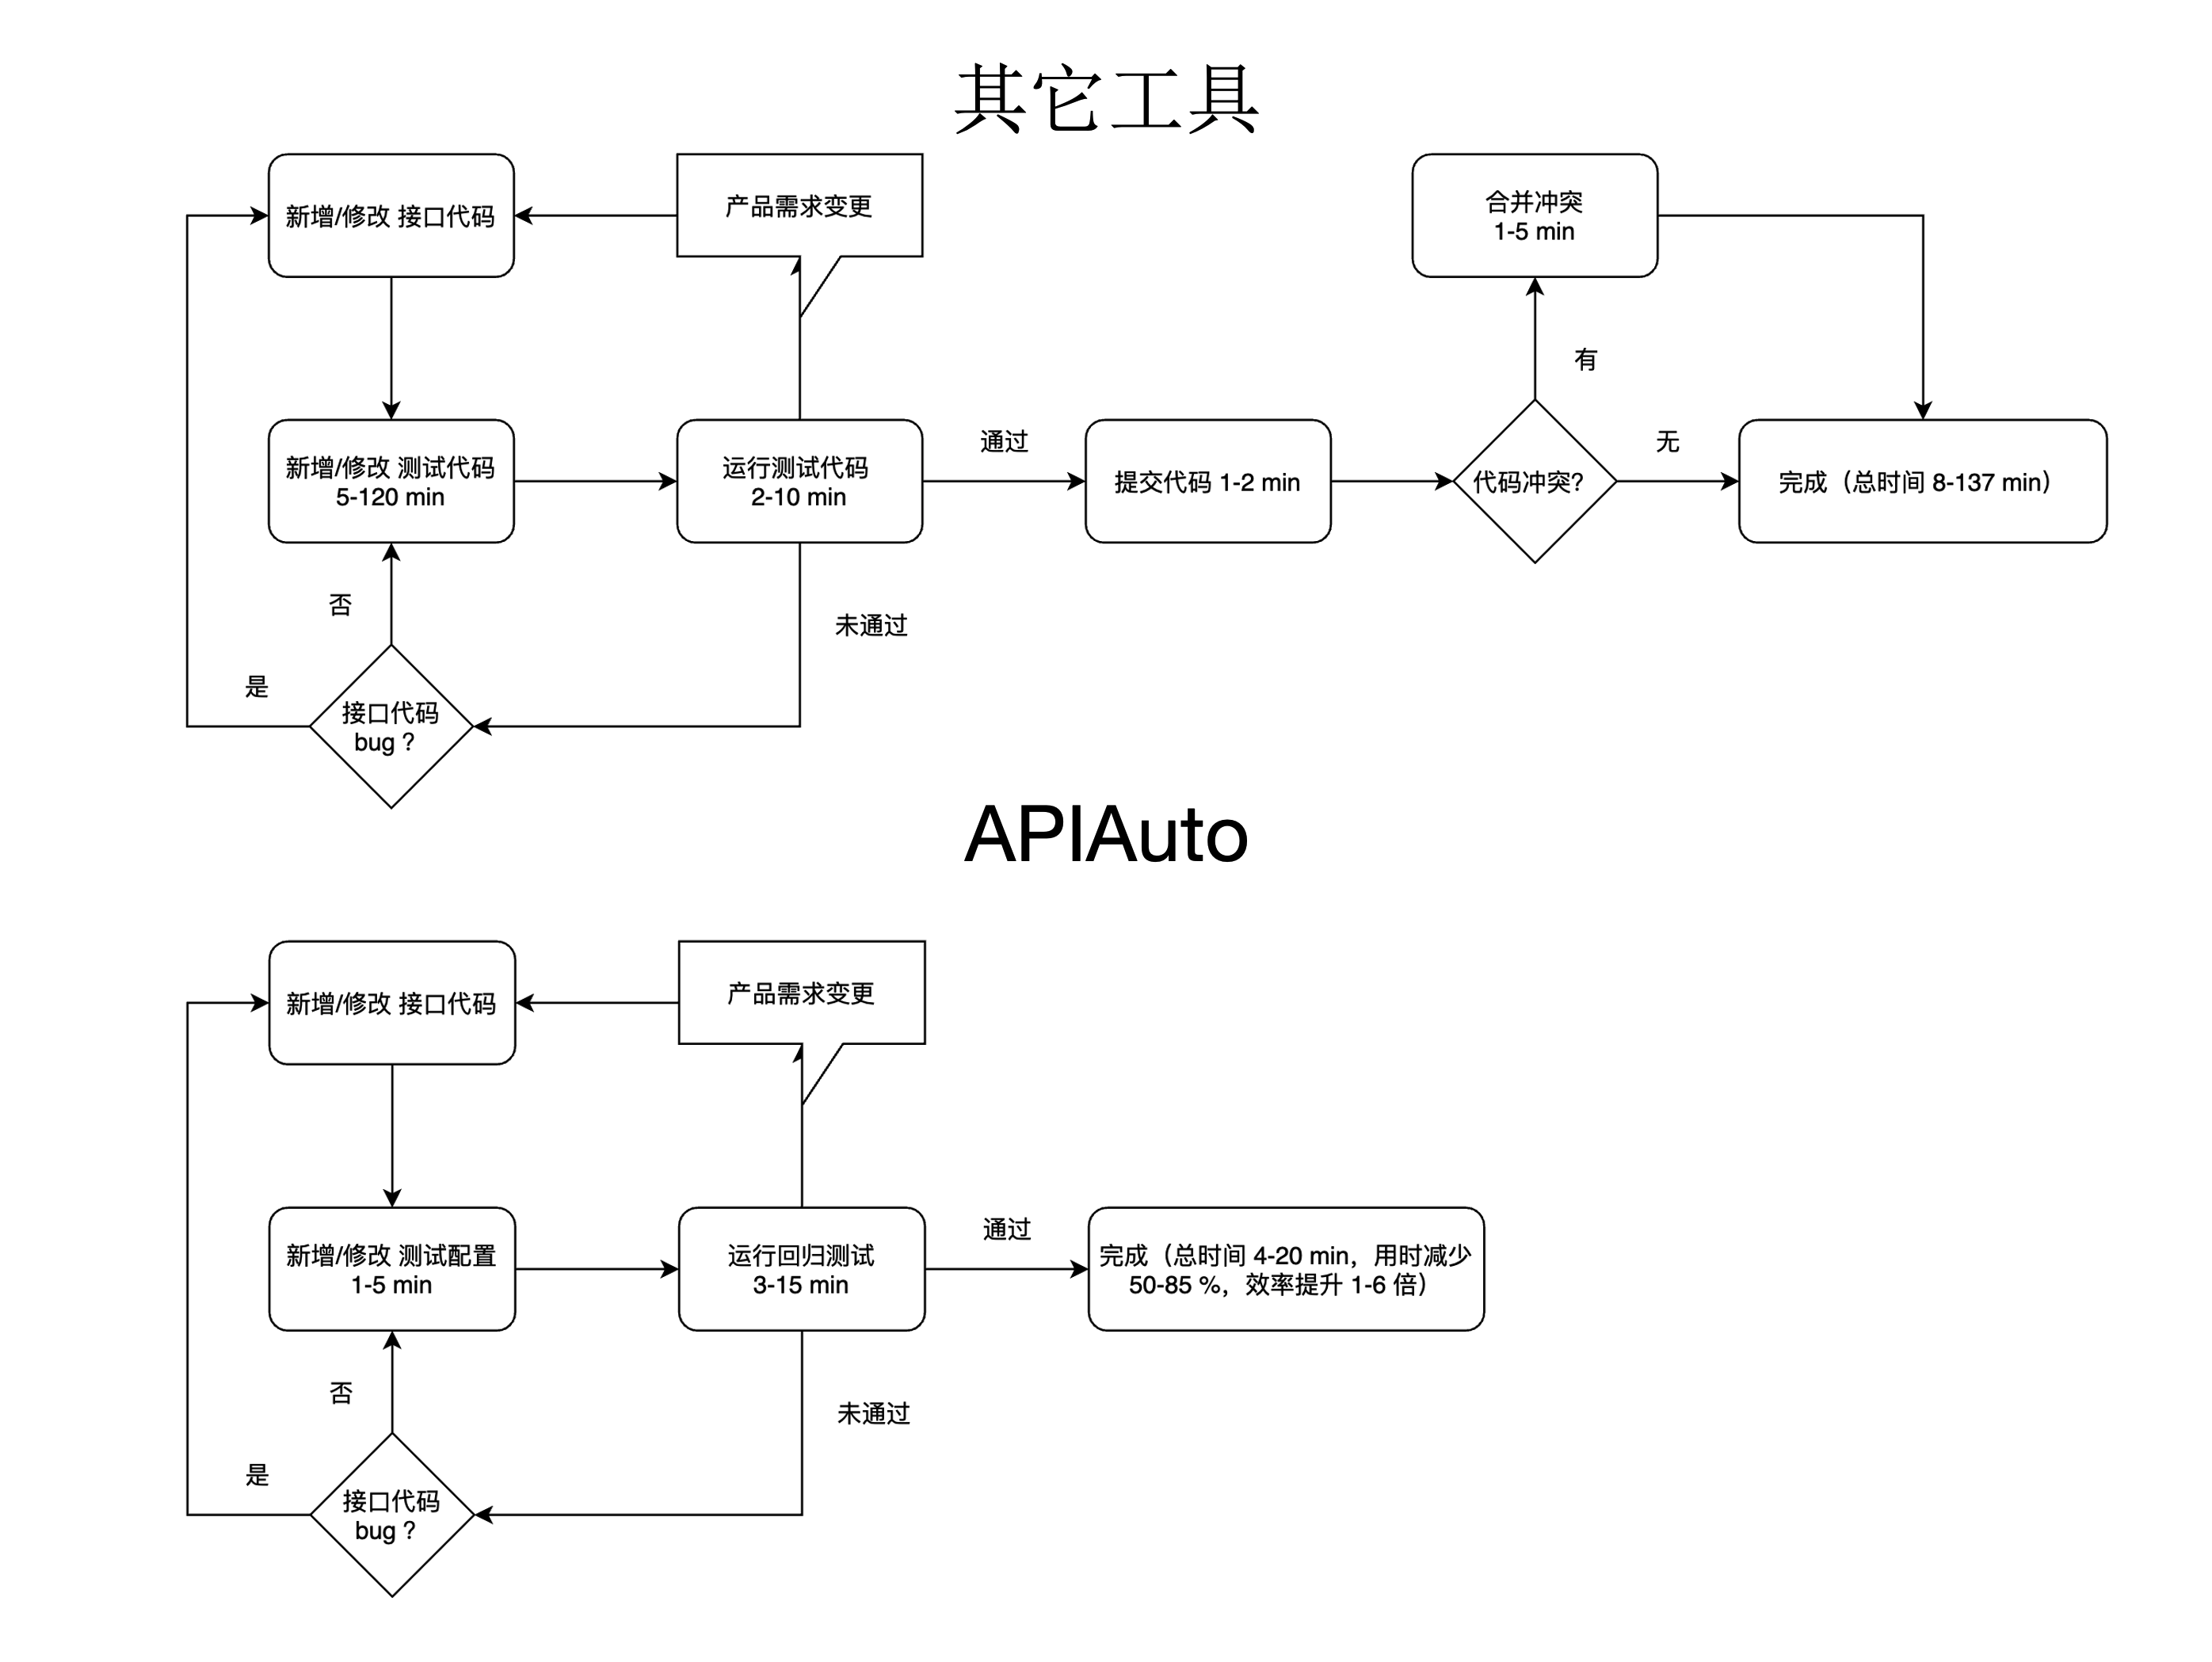 其它工具
新增/修改 接口代码
产品需求变更
合并冲突
1-5 min
有
新增/修改 测试代码
5-120 min
运行测试代码
2-10 min
通过
提交代码 1-2 min
代码冲突?
无
完成（总时间 8-137 min）
否
未通过
是
接口代码
bug ?
APIAuto
新增/修改 接口代码
产品需求变更
新增/修改 测试配置
1-5 min
运行回归测试
3-15 min
通过
完成（总时间 4-20 min，用时减少
50-85 %，效率提升 1-6 倍）
否
未通过
是
接口代码
bug ?